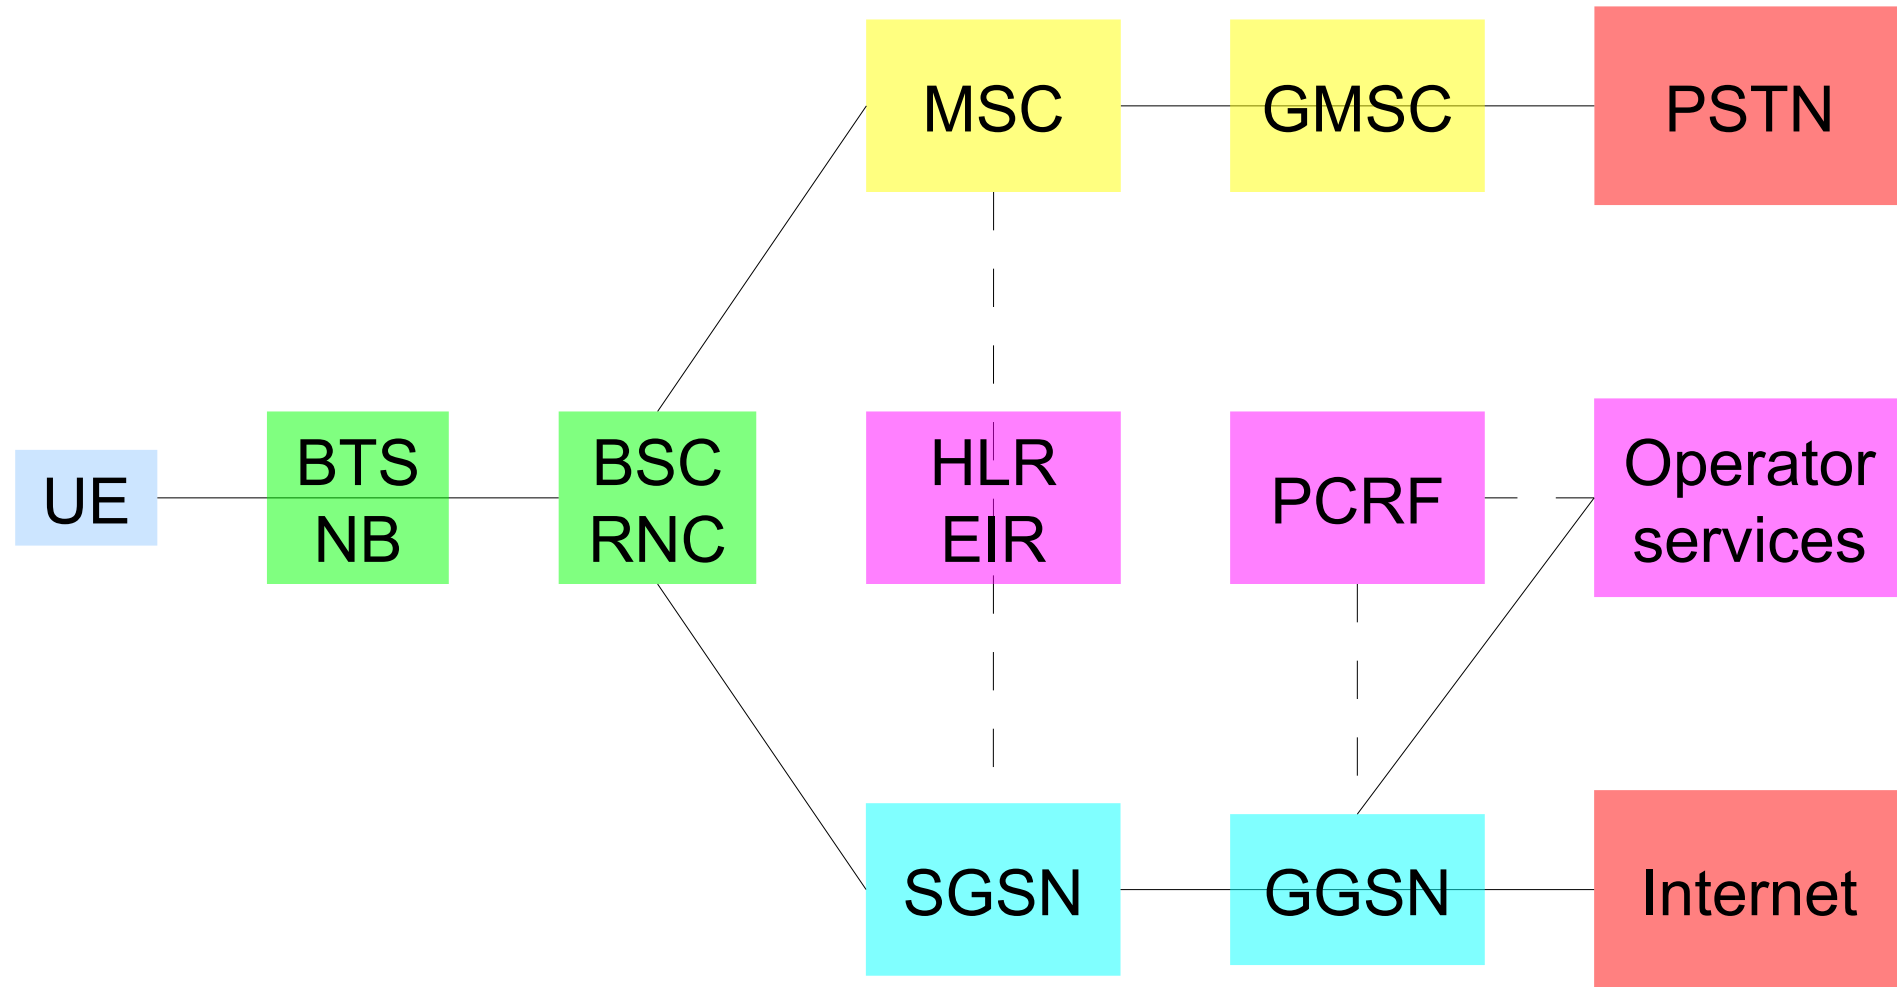 MSC
GMSC
PSTN
UE
BTS
NB
BSC
RNC
HLR
EIR
PCRF
Operator
services
SGSN
GGSN
Internet